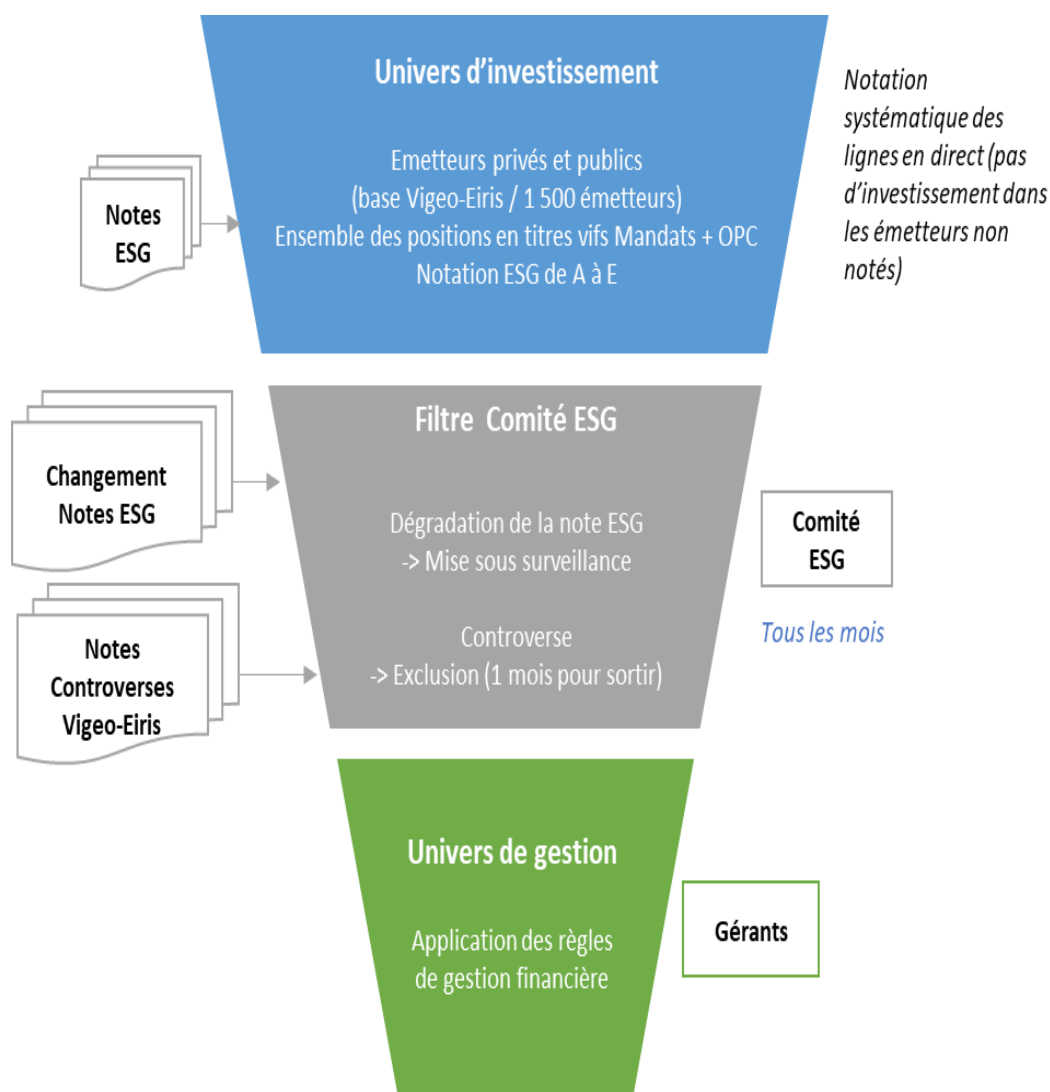 Univers d’investissement
Emetteurs privés et publics
(base Vigeo-Eiris / 1 500 émetteurs)
Ensemble des positions en titres vifs Mandats + OPC
Notation ESG de A à E
Notes
ESG
Notation
systématique des
lignes en direct (pas
d’investissement dans
les émetteurs non
notés)
Filtre Comité ESG
Dégradation de la note ESG
-> Mise sous surveillance
Controverse
-> Exclusion (1 mois pour sortir)
Changement
Notes ESG
Notes
Controverses
Vigeo-Eiris
Comité
ESG
Tous les mois
Univers de gestion
Application des règles
de gestion financière
Gérants